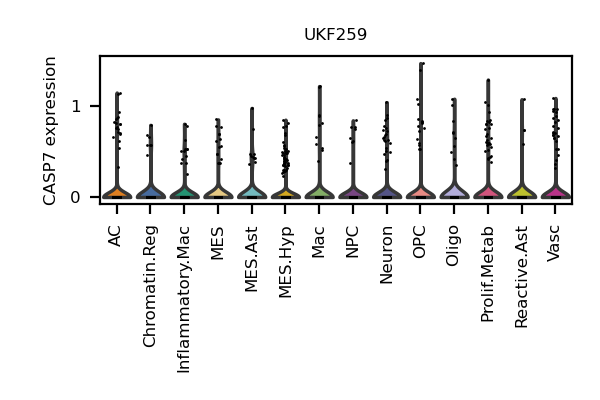 UKF259
CASP7 expression
1
0
AC
Chromatin.Reg
Inflammatory.Mac
MES
MES.Ast
MES.Hyp
Mac
NPC
Neuron
OPC
Oligo
Prolif.Metab
Reactive.Ast
Vasc